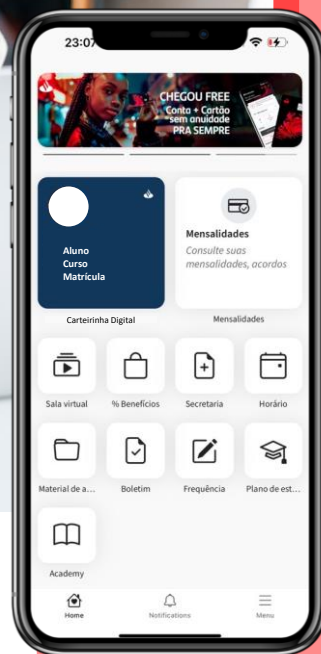 23:07
CHEGOU FREE
Conta + Cartão
sem anuidade
PRA SEMPRE
Aluno
Curso
Matrícula
Mensalidades
Consulte suas
mensalidades, acordos
Carteirinha Digital
Mensalidades
Sala virtual
% Benefícios
Secretaria
Horário
Material de a...
Boletim
Frequência
Plano de est...
Academy
Home
Notifications
Menu